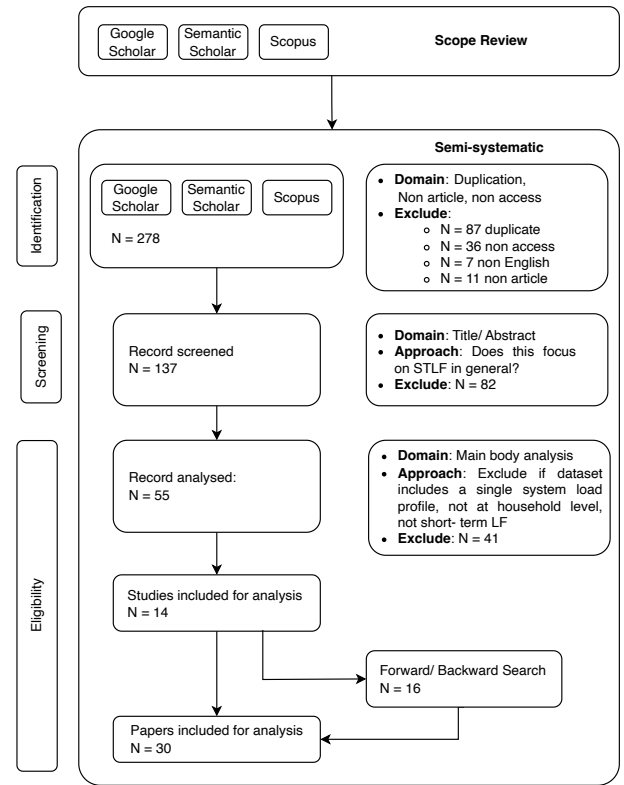 Google
Scholar
Semantic
Scholar
Scopus
Scope Review
Semi-systematic
Identification
Google
Scholar
Semantic
Scholar
Scopus
N = 278
• Domain: Duplication,
Non article, non access
• Exclude:
○ N = 87 duplicate
○ N = 36 non access
○ N = 7 non English
○ N = 11 non article
Screening
Record screened
N = 137
• Domain: Title/ Abstract
• Approach: Does this focus
on STLF in general?
• Exclude: N = 82
Eligibility
Record analysed:
N = 55
• Domain: Main body analysis
• Approach: Exclude if dataset
includes a single system load
profile, not at household level,
not short- term LF
• Exclude: N = 41
Studies included for analysis
N = 14
Forward/ Backward Search
N = 16
Papers included for analysis
N = 30